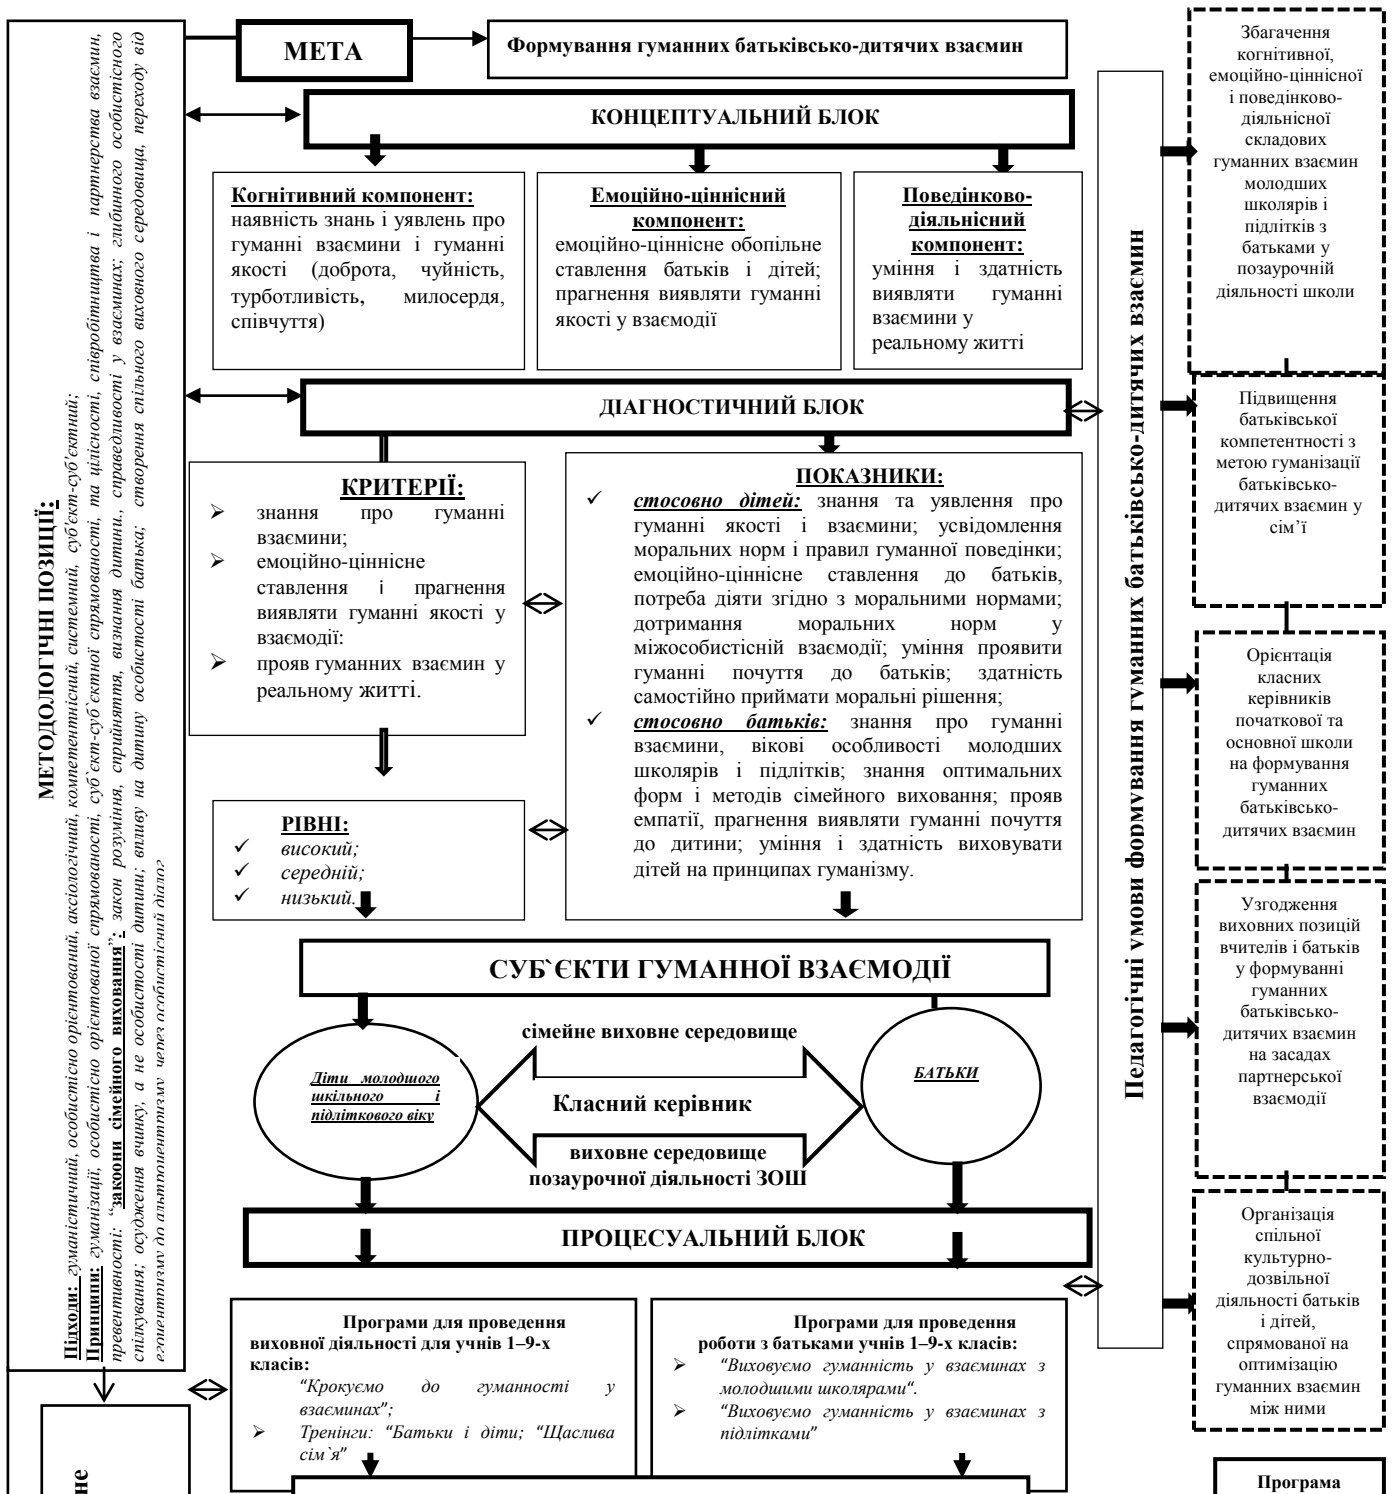 МЕТА
Формування гуманних батьківсько-дитячих взаємин
КОНЦЕПТУАЛЬНИЙ БЛОК
Когнитивний компонент:
наявність знань і уявлень про
гуманні взаємини і гуманні
якості (доброта, чуйність,
турботливість, милосердя,
співчуття)
Емоційно-ціннісний
компонент:
емоційно-ціннісне обопільне
ставлення батьків і дітей;
прагнення виявляти гуманні
якості у взаємодії
Поведінково-
діяльнісний
компонент:
уміння і здатність
виявляти гуманні
взаємини у
реальному житті
ДІАГНОСТИЧНИЙ БЛОК
КРИТЕРІЇ:
➢ знання про гуманні
взаємини;
➢ емоційно-ціннісне
ставлення і прагнення
виявляти гуманні якості у
взаємодії:
➢ прояв гуманних взаємин у
реальному житті.
ПОКАЗНИКИ:
✓ стосовно дітей: знання та уявлення про
гуманні якості і взаємини; усвідомлення
моральних норм і правил гуманної поведінки;
емоційно-ціннісне ставлення до батьків,
потреба діяти згідно з моральними нормами;
дотримання моральних норм у
міжособистісній взаємодії; уміння проявити
гуманні почуття до батьків; здатність
самостійно приймати моральні рішення;
✓ стосовно батьків: знання про гуманні
взаємини, вікові особливості молодших
школярів і підлітків; знання оптимальних
форм і методів сімейного виховання; прояв
емпатії, прагнення виявляти гуманні почуття
до дитини; уміння і здатність виховувати
дітей на принципах гуманізму.
РІВНІ:
✓ високий;
✓ середній;
✓ низький.
СУБ`ЄКТИ ГУМАННОЇ ВЗАЄМОДІЇ
Діти молодшого
шкільного і
підліткового віку
сімейне виховне середовище
Класний керівник
виховне середовище
позаурочної діяльності ЗОШ
БАТЬКИ
ПРОЦЕСУАЛЬНИЙ БЛОК
Програми для проведення
виховної діяльності для учнів 1–9-х
класів:
“Крокуємо до гуманності у
взаєминах”;
➢ Тренінги: “Батьки і діти; “Щаслива
сім`я”
Програми для проведення
роботи з батьками учнів 1–9-х класів:
➢ “Виховуємо гуманність у взаєминах з
молодшими школярами”.
➢ “Виховуємо гуманність у взаєминах з
підлітками”
МЕТОДОЛОГІЧНІ ПОЗИЦІЇ:
Підходи: гуманістичний, особистісно орієнтований, аксіологічний, компетентнісний, системний, суб'єкт-суб'єктний;
Принципи: гуманізації, особистісно орієнтованої спрямованості, суб`єкт-суб`єктної спрямованості, та цілісності, співробітництва і партнерства взаємин,
превентивності: “закони сімейного виховання”: закон розуміння, сприйняття, визнання дитини., справедливості у взаєминах; глибинного особистісного
спілкування; осудження вчинку, а не особистості дитини; впливу на дитину особистості батька; створення спільного виховного середовища, переходу від
егоцентризму до альтроцентризму через особистісний діалог
не
Педагогічні умови формування гуманних батьківсько-дитячих взаємин
Збагачення
когнітивної,
емоційно-ціннісної
і поведінково-
діяльнісної
складових
гуманних взаємин
молодших
школярів і
підлітків з
батьками у
позаурочній
діяльності школи
Підвищення
батьківської
компетентності з
метою гуманізації
батьківсько-
дитячих взаємин у
сім’ї
Орієнтація
класних
керівників
початкової та
основної школи
на формування
гуманних
батьківсько-
дитячих взаємин
Узгодження
виховних позицій
вчителів і батьків
у формуванні
гуманних
батьківсько-
дитячих взаємин
на засадах
партнерської
взаємодії
Організація
спільної
культурно-
дозвільної
діяльності батьків
і дітей,
спрямованої на
оптимізацію
гуманних взаємин
між ними
Програма